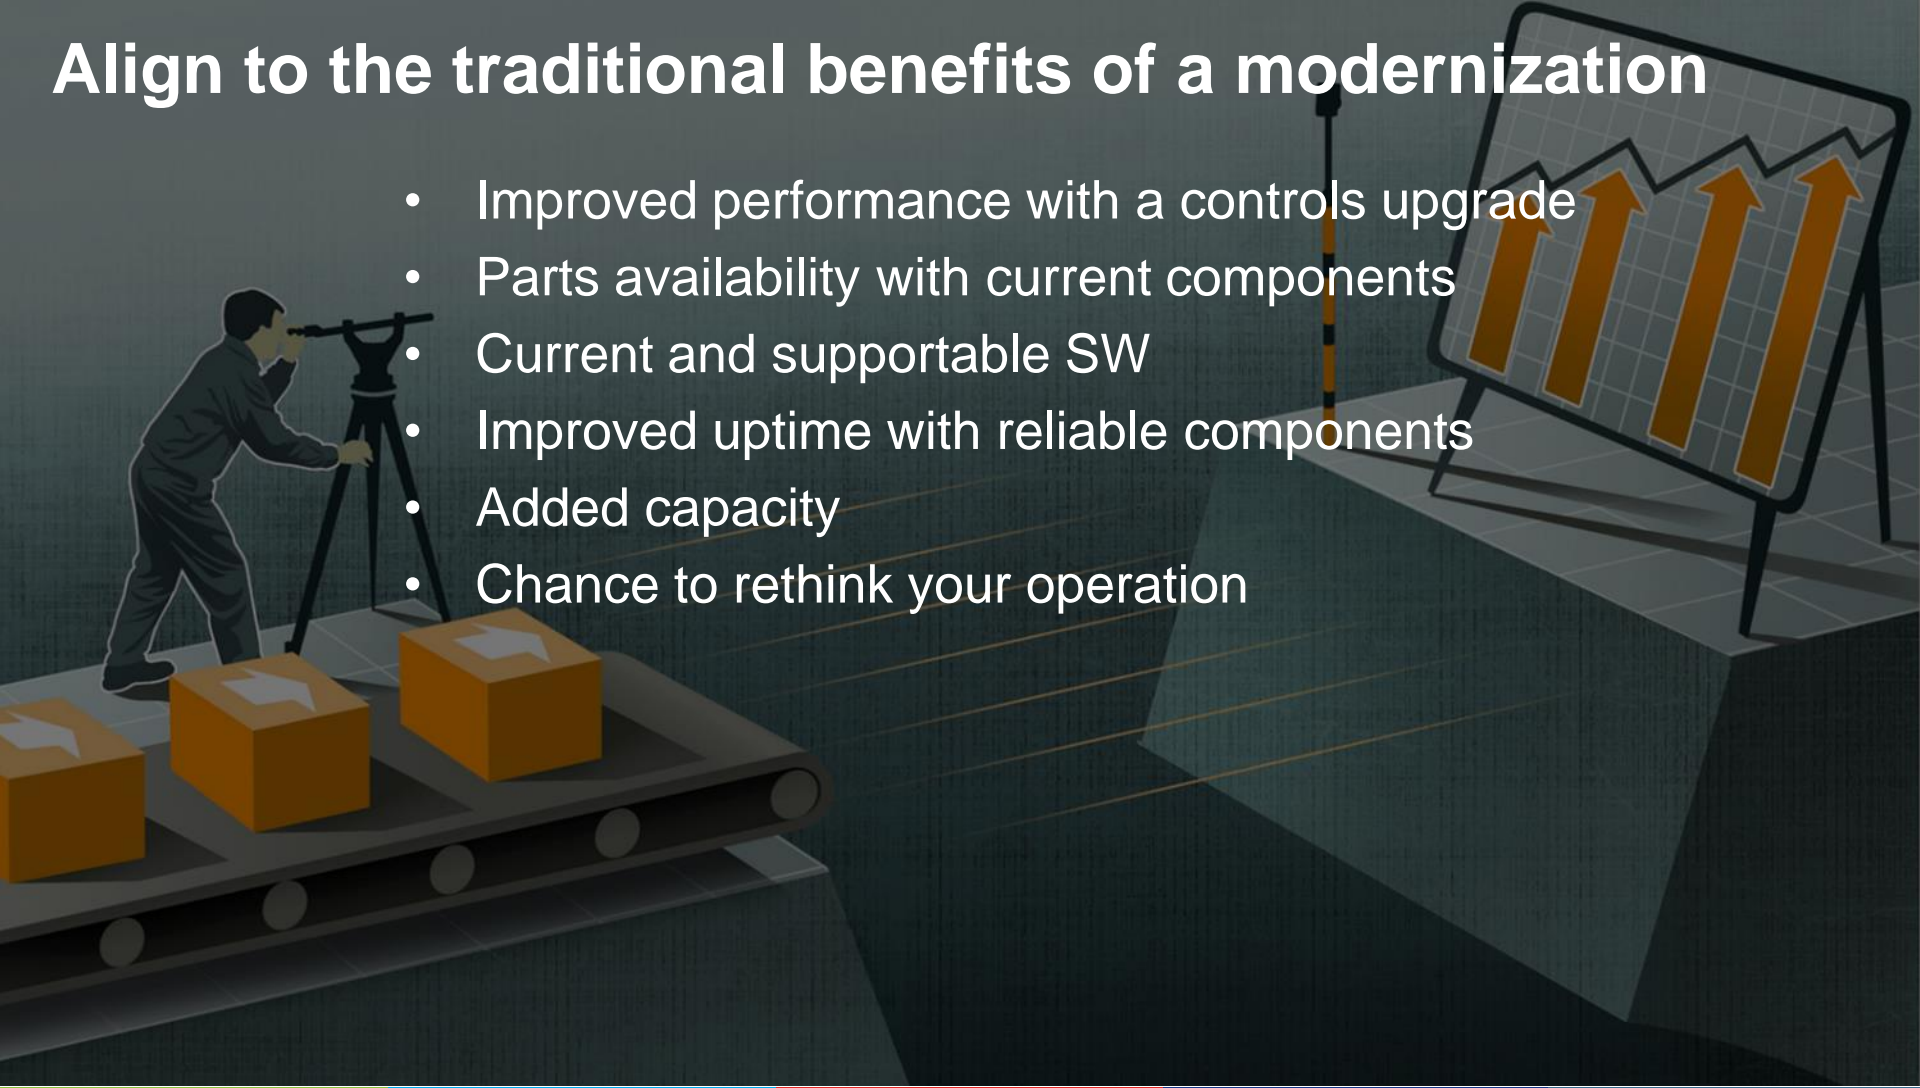 Align to the traditional benefits of a modernization
• Improved performance with a controls upgrade
• Parts availability with current components
• Current and supportable SW
• Improved uptime with reliable components
• Added capacity
• Chance to rethink your operation